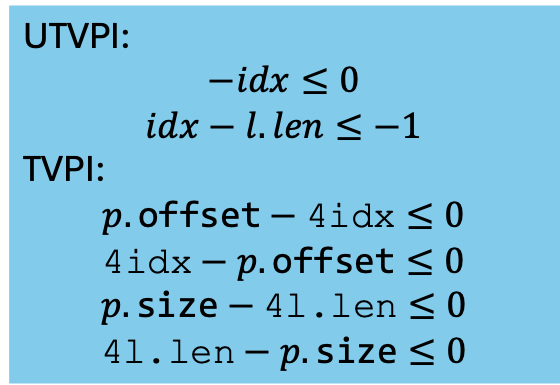 UTVPI:
−idx ≤ 0
idx − l.len ≤ −1
TVPI:
p.offset − 4idx ≤ 0
4idx − p.offset ≤ 0
p.size − 4l.len ≤ 0
4l.len − p.size ≤ 0